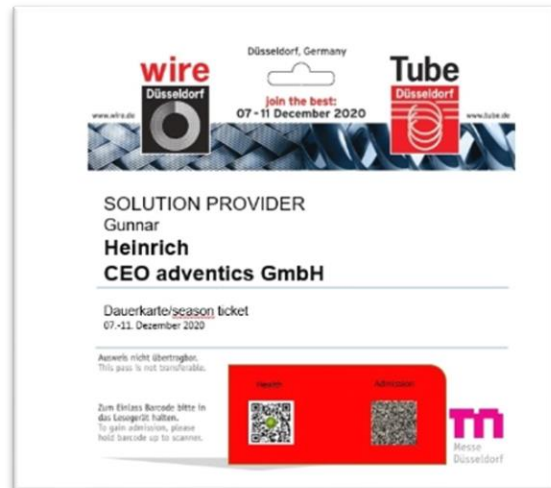 Düsseldorf, Germany
wire
Düsseldorf
join the best:
07-11 December 2020
Tube
Düsseldorf
www.wire.de
www.tube.de
SOLUTION PROVIDER
Gunnar
Heinrich
CEO adventics GmbH
Dauerkarte/season ticket
07.-11. Dezember 2020
Ausweis nicht übertragbar.
This pass is not transferable.
Zum Einlass Barcode bitte in
das Lesegerät halten.
To gain admission, please
hold barcode up to scanner.
Health
Admission
Messe
Düsseldorf